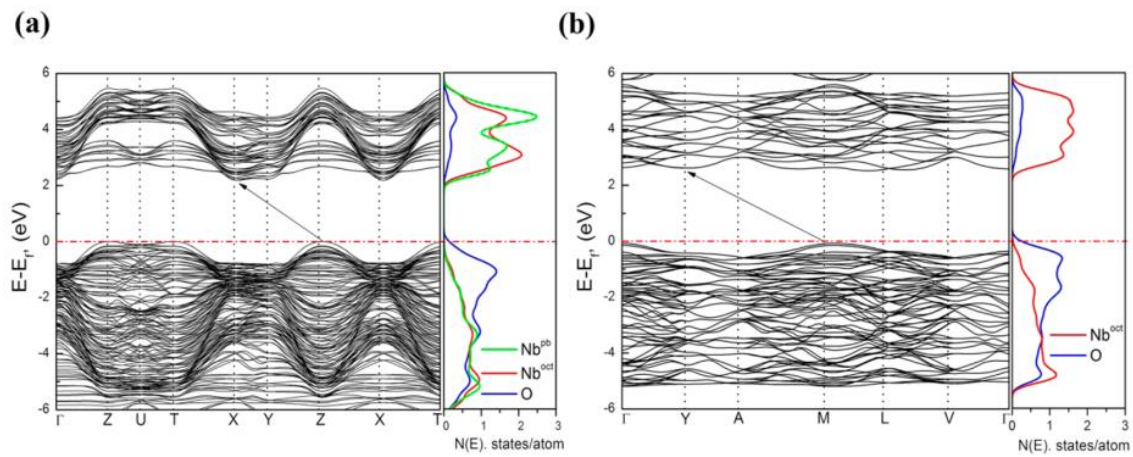 (a)
(b)
6
4
2
0
-2
-4
-6
E-E_f, (eV)
Γ Z U T X Y Z X T
0 1 2 3
N(E). states/atom
Nb^pb
Nb^oct
O
6
4
2
0
-2
-4
-6
E-E_f, (eV)
Γ Y A M L V Γ
0 1 2 3
N(E). states/atom
Nb^oct
O